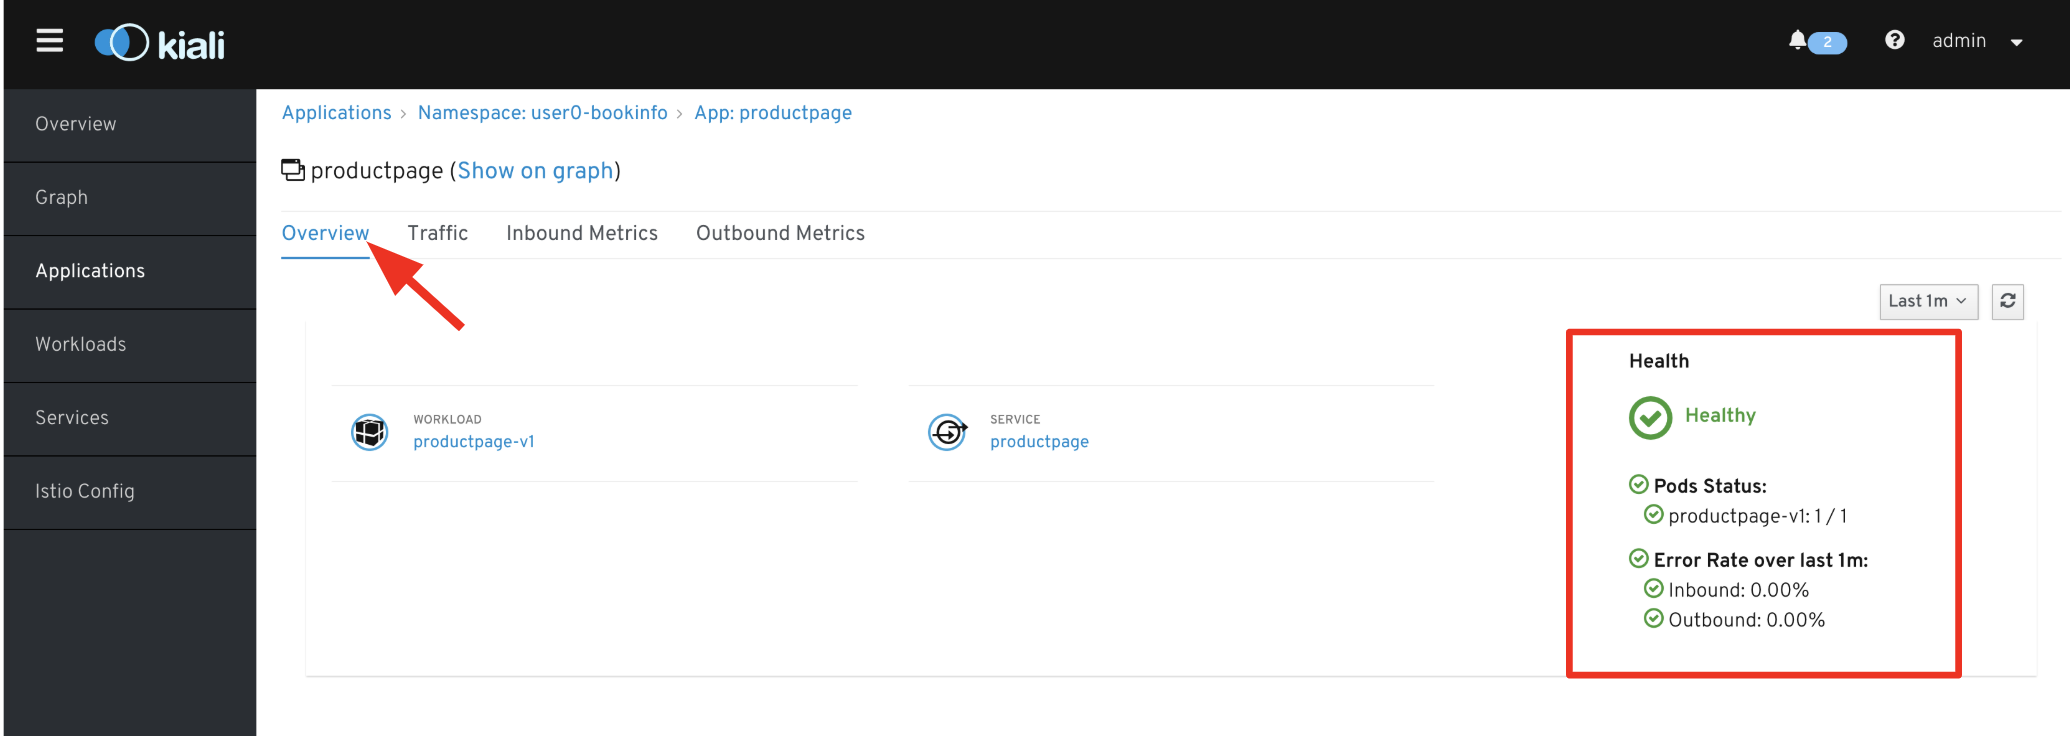 kiali
2
admin
Overview
Graph
Applications
Workloads
Services
Istio Config
Applications › Namespace: user0-bookinfo › App: productpage
productpage (Show on graph)
Overview Traffic Inbound Metrics Outbound Metrics
Last 1m
WORKLOAD
productpage-v1
SERVICE
productpage
Health
Healthy
Pods Status:
productpage-v1: 1 / 1
Error Rate over last 1m:
Inbound: 0.00%
Outbound: 0.00%